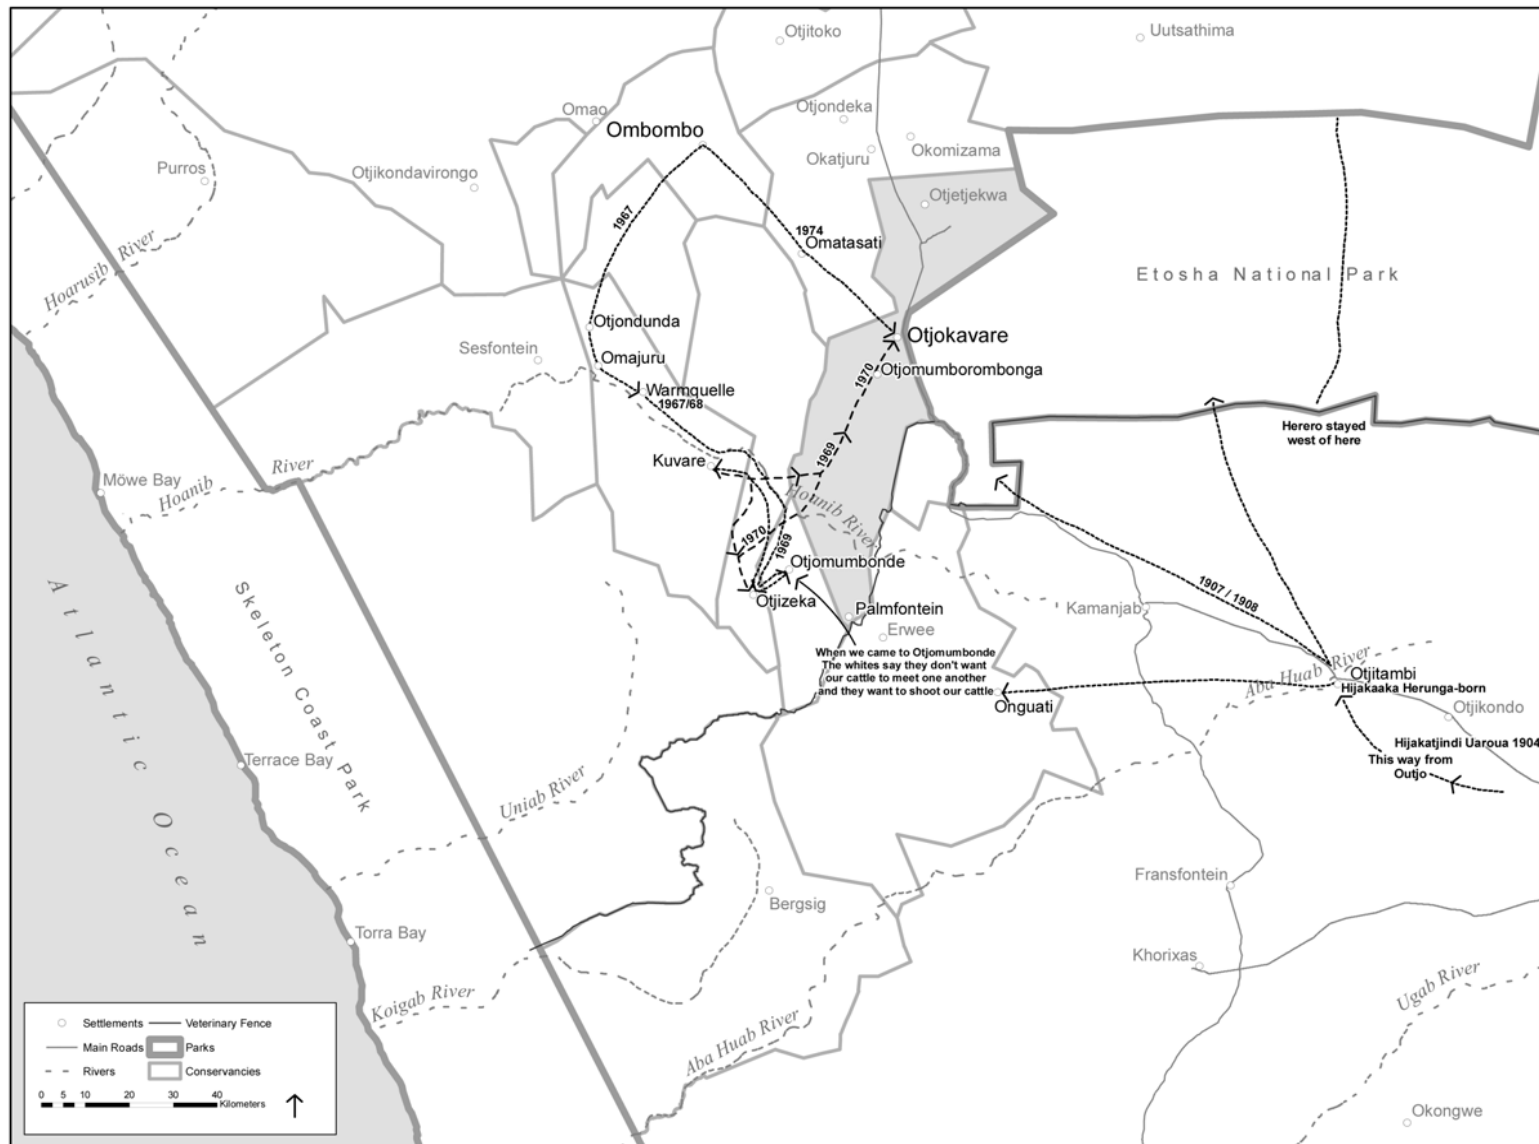 Otjitoko
Uutsathima
Omao
Otjondeka
Ombombo
Okomizama
Okatjuru
Purros
Otjikondavirongo
Otjetjekwa
1967
1974
Omatasati
Hoarusib River
Etosha National Park
Otjondunda
Otjokavare
Sesfontein
Omajuru
Otjomumborombonga
1970
Warmquelle
1967/68
Herero stayed
west of here
Kuvare
1969
River
Möwe Bay
Hoanib
Hounib River
1970
1969
Otjomumbonde
Otjizeka
1907 / 1908
Palmfontein
Kamanjab
Erwee
When we came to Otjomumbonde
The whites say they don't want
our cattle to meet one another
and they want to shoot our cattle
Aba Huab River
Otjitambi
Hijakaaka Herunga-born
Onguati
Otjikondo
Skeleton Coast Park
Atlantic Ocean
Hijakatjindi Uaroua 1904
This way from
Outjo
Terrace Bay
Uniab River
Fransfontein
Bergsig
Torra Bay
Khorixas
Koigab River
Ugab River
Aba Huab River
Okongwe
Settlements
Veterinary Fence
Main Roads
Parks
Rivers
Conservancies
0 5 10 20 30 40
Kilometers